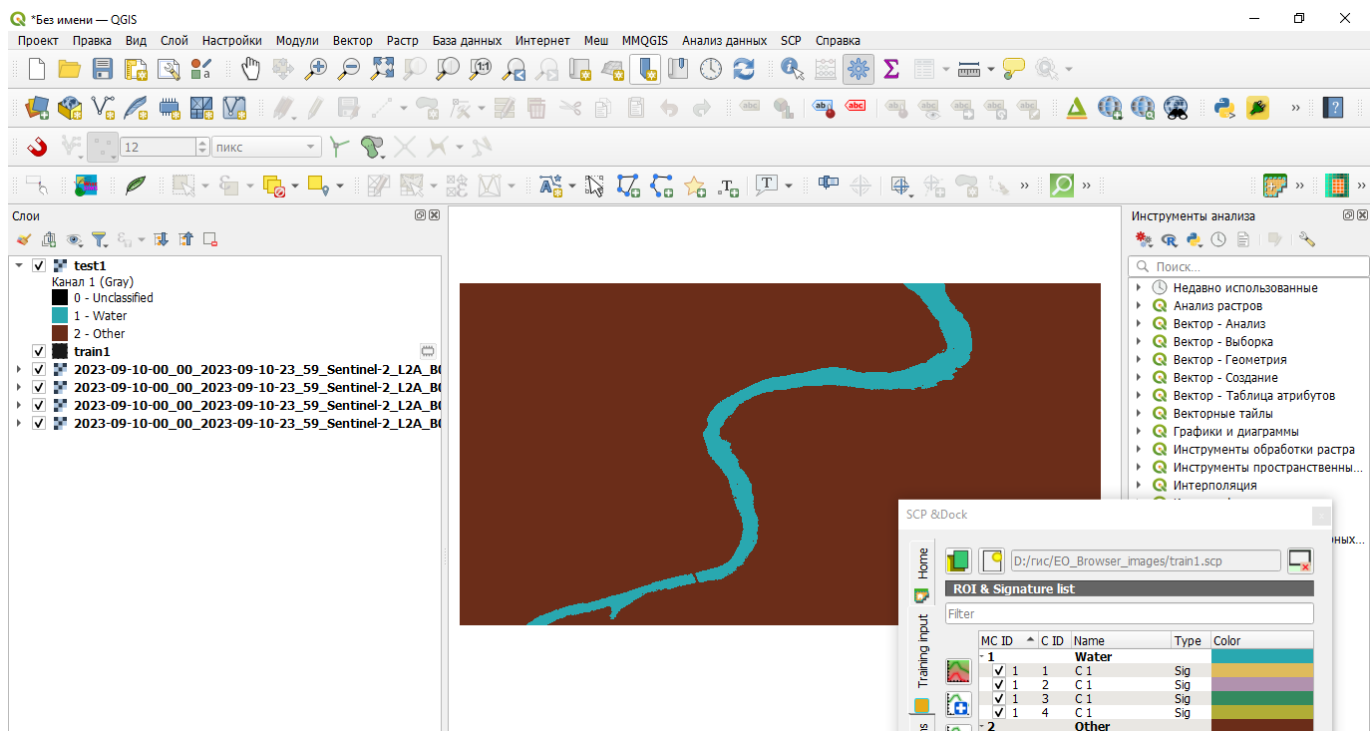 *Без имени — QGIS
Проект Правка Вид Слой Настройки Модули Вектор Растр База данных Интернет Меш MMQGIS Анализ данных SCP Справка
12 пикс
Слои
Инструменты анализа
test1
Канал 1 (Gray)
0 - Unclassified
1 - Water
2 - Other
train1
2023-09-10-00_00_2023-09-10-23_59_Sentinel-2_L2A_B0
2023-09-10-00_00_2023-09-10-23_59_Sentinel-2_L2A_B0
2023-09-10-00_00_2023-09-10-23_59_Sentinel-2_L2A_B0
2023-09-10-00_00_2023-09-10-23_59_Sentinel-2_L2A_B0
Поиск...
Недавно использованные
Анализ растров
Вектор - Анализ
Вектор - Выборка
Вектор - Геометрия
Вектор - Создание
Вектор - Таблица атрибутов
Векторные тайлы
Графики и диаграммы
Инструменты обработки растра
Инструменты пространственны...
Интерполяция
ных...
SCP &Dock
Home
Training input
D:/гис/EO_Browser_images/train1.scp
ROI & Signature list
Filter
MC ID C ID Name Type Color
1 Water
1 1 C 1 Sig
1 2 C 1 Sig
1 3 C 1 Sig
1 4 C 1 Sig
2 Other